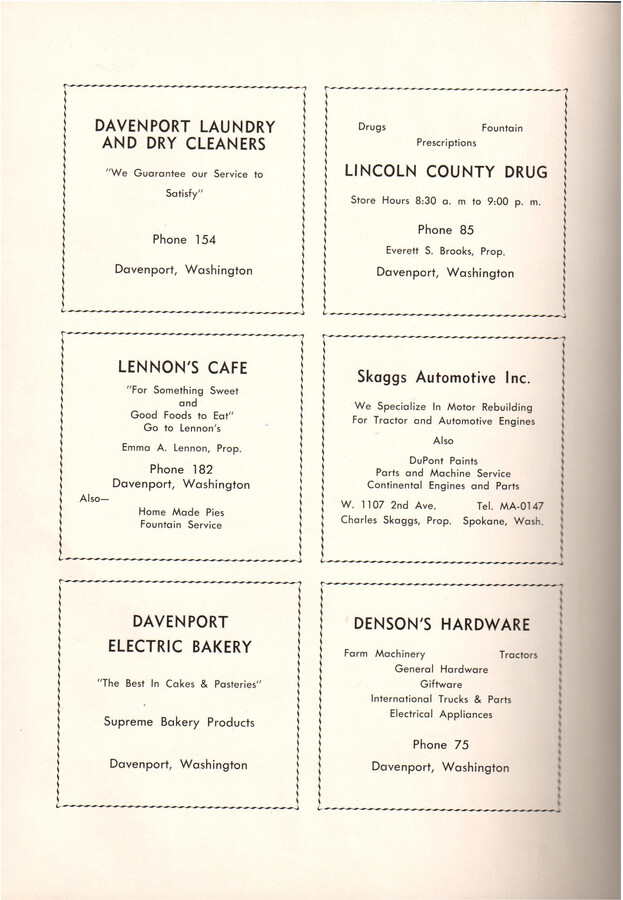 DAVENPORT LAUNDRY
AND DRY CLEANERS
"We Guarantee our Service to
Satisfy"
Phone 154
Davenport, Washington
Drugs Fountain
Prescriptions
LINCOLN COUNTY DRUG
Store Hours 8:30 a. m to 9:00 p. m.
Phone 85
Everett S. Brooks, Prop.
Davenport, Washington
LENNON'S CAFE
"For Something Sweet
and
Good Foods to Eat"
Go to Lennon's
Emma A. Lennon, Prop.
Phone 182
Davenport, Washington
Also—
Home Made Pies
Fountain Service
Skaggs Automotive Inc.
We Specialize In Motor Rebuilding
For Tractor and Automotive Engines
Also
DuPont Paints
Parts and Machine Service
Continental Engines and Parts
W. 1107 2nd Ave. Tel. MA-0147
Charles Skaggs, Prop. Spokane, Wash.
DAVENPORT
ELECTRIC BAKERY
"The Best In Cakes & Pasteries"
Supreme Bakery Products
Davenport, Washington
DENSON'S HARDWARE
Farm Machinery Tractors
General Hardware
Giftware
International Trucks & Parts
Electrical Appliances
Phone 75
Davenport, Washington